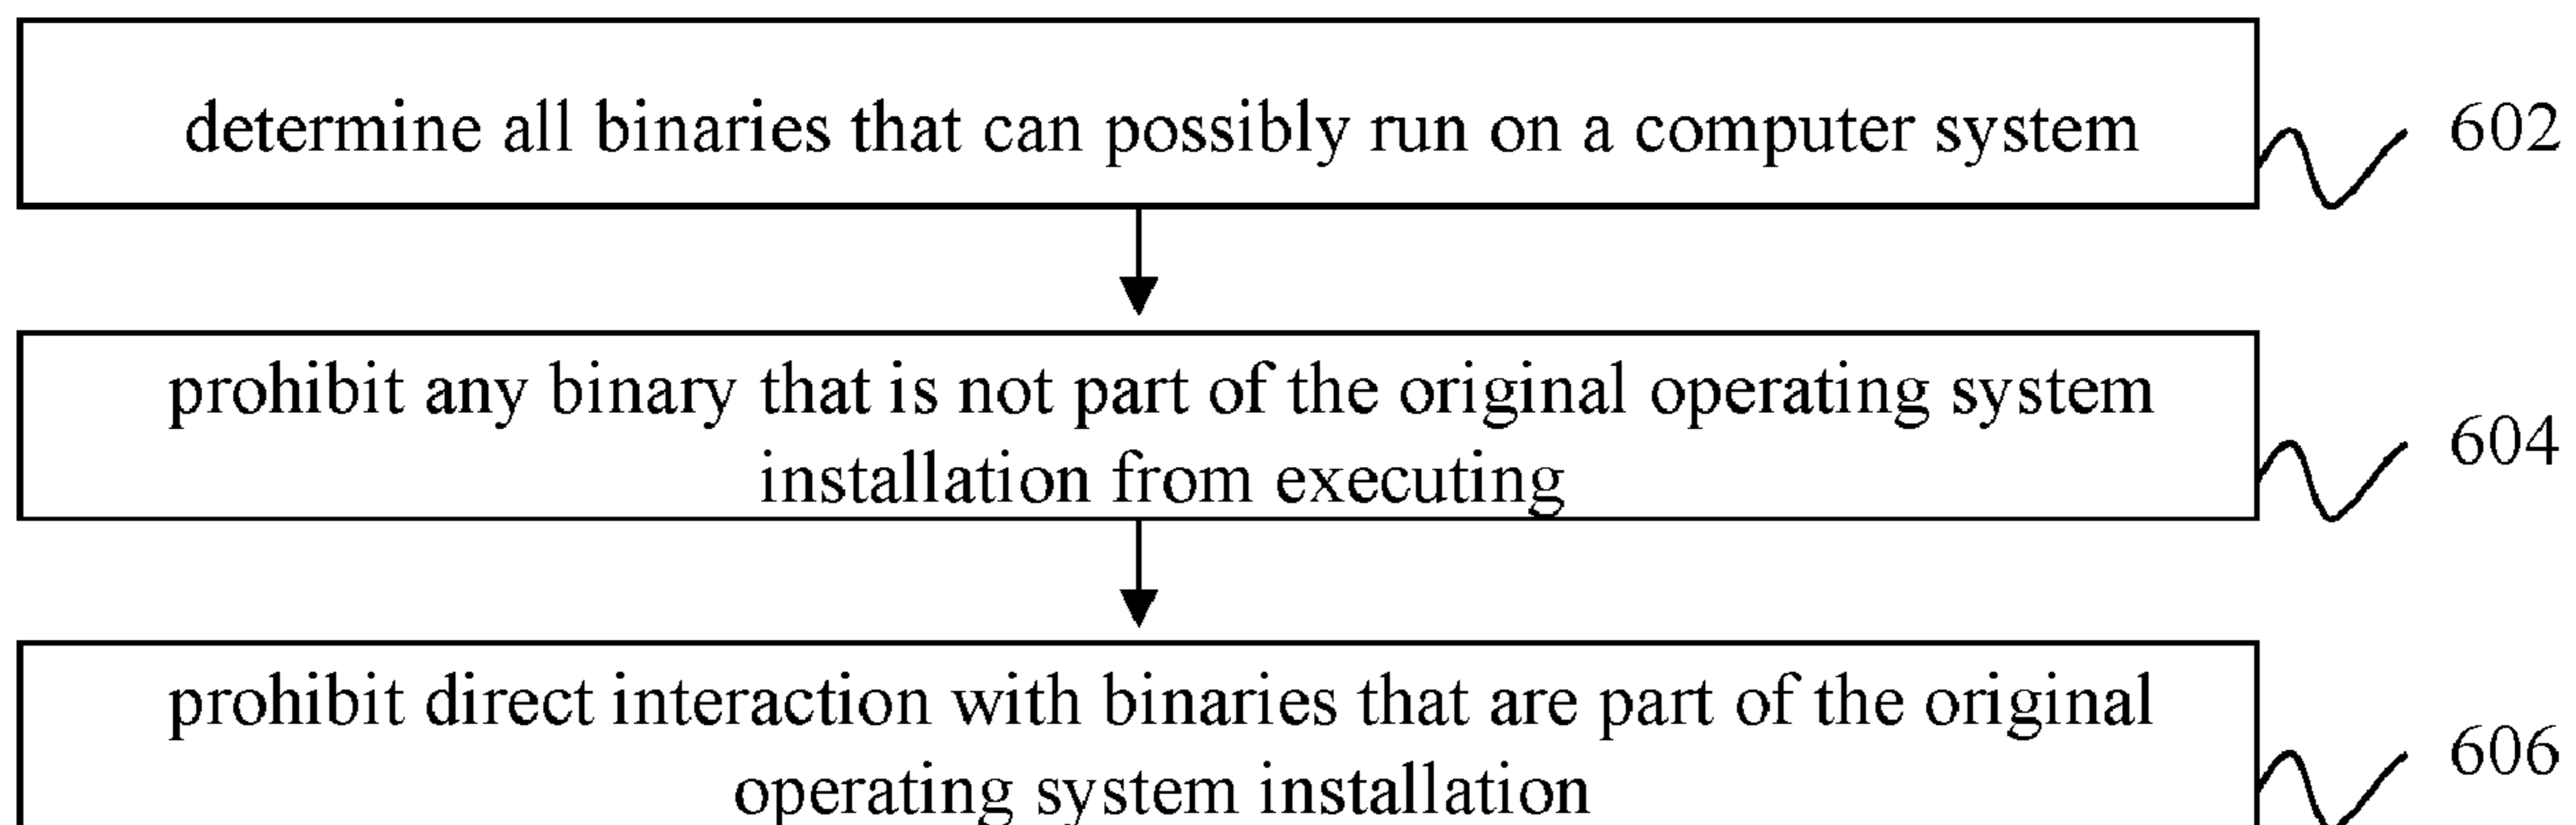 determine all binaries that can possibly run on a computer system
602
prohibit any binary that is not part of the original operating system
installation from executing
604
prohibit direct interaction with binaries that are part of the original
operating system installation
606